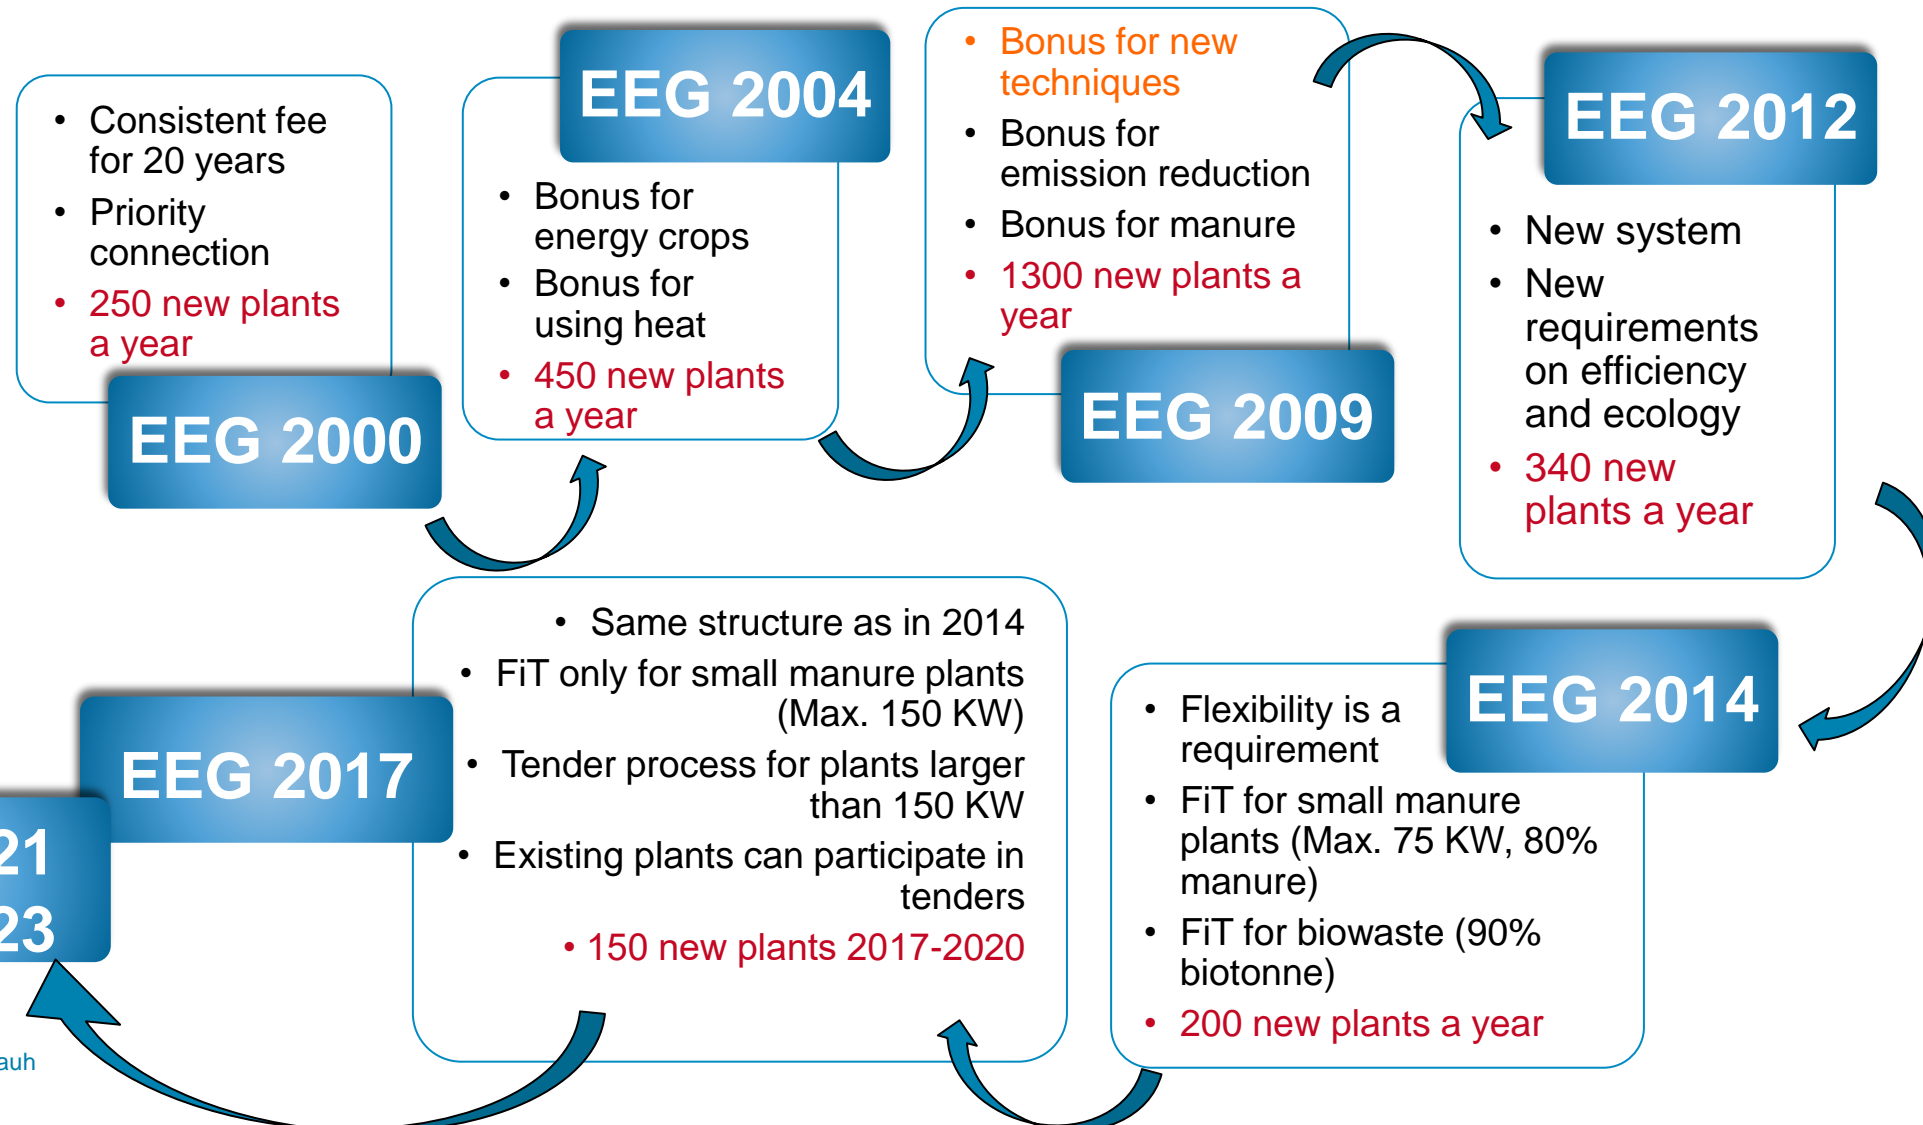 • Consistent fee
for 20 years
• Priority
connection
• 250 new plants
a year
EEG 2000
EEG 2004
• Bonus for
energy crops
• Bonus for
using heat
• 450 new plants
a year
• Bonus for new
techniques
• Bonus for
emission reduction
• Bonus for manure
• 1300 new plants a
year
EEG 2009
EEG 2012
• New system
• New
requirements
on efficiency
and ecology
• 340 new
plants a year
EEG 2014
• Flexibility is a
requirement
• FiT for small manure
plants (Max. 75 KW, 80%
manure)
• FiT for biowaste (90%
biotonne)
• 200 new plants a year
EEG 2017
• Same structure as in 2014
• FiT only for small manure plants
(Max. 150 KW)
• Tender process for plants larger
than 150 KW
• Existing plants can participate in
tenders
• 150 new plants 2017-2020
21
23
auh